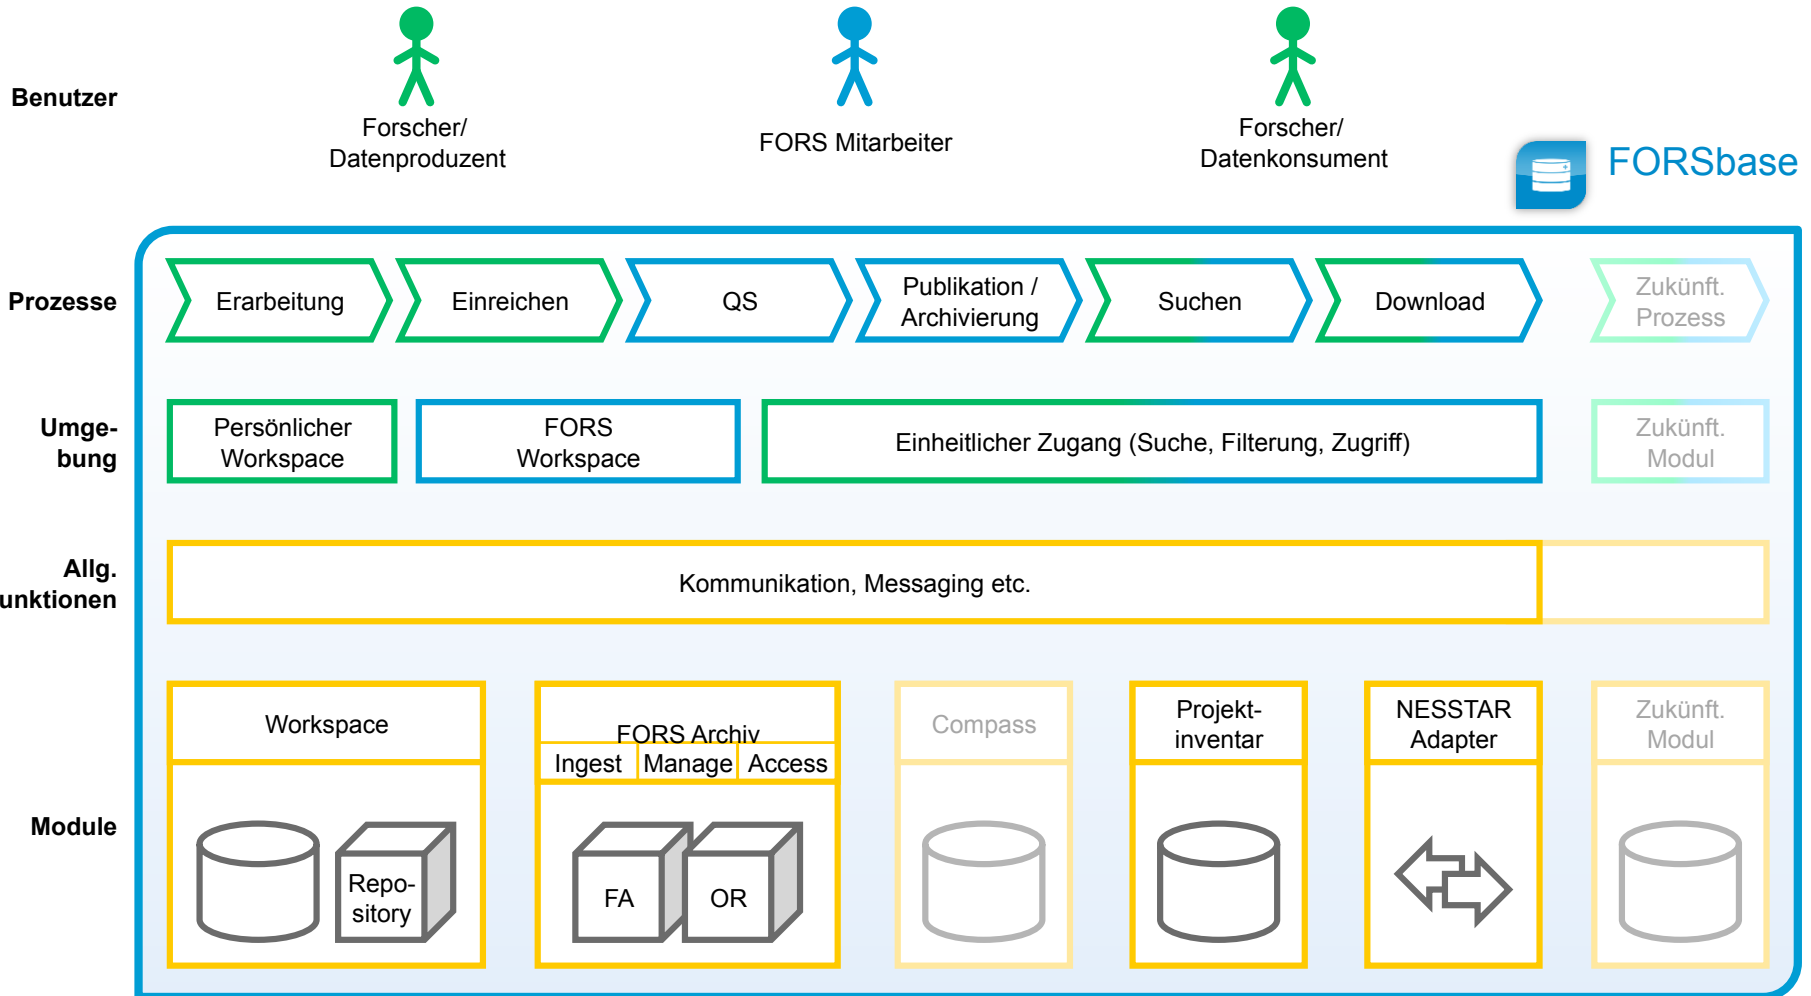 Benutzer
Forscher/
Datenproduzent
FORS Mitarbeiter
Forscher/
Datenkonsument
FORSbase
Prozesse
Erarbeitung
Einreichen
QS
Publikation /
Archivierung
Suchen
Download
Zukünft.
Prozess
Umge-
bung
Persönlicher
Workspace
FORS
Workspace
Einheitlicher Zugang (Suche, Filterung, Zugriff)
Zukünft.
Modul
Allg.
unktionen
Kommunikation, Messaging etc.
Module
Workspace
Repo-
sitory
FORS Archiv
Ingest
Manage
Access
FA
OR
Compass
Projekt-
inventar
NESSTAR
Adapter
Zukünft.
Modul